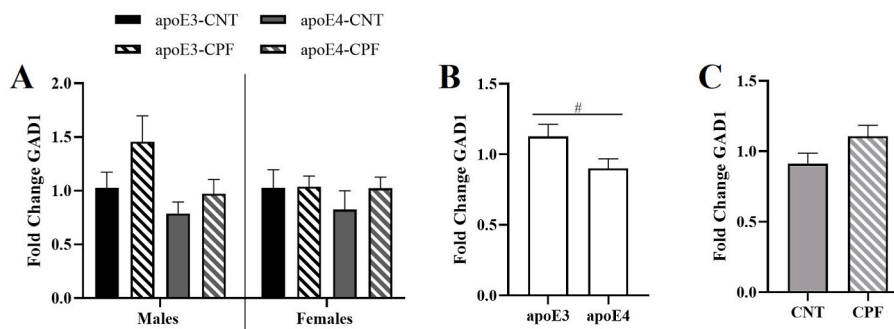 apoE3-CNT
apoE4-CNT
apoE3-CPF
apoE4-CPF
A
Fold Change GAD1
2.0
1.5
1.0
0.5
0.0
Males
Females
B
Fold Change GAD1
1.5
1.0
0.5
0.0
#
apoE3
apoE4
C
Fold Change GAD1
1.5
1.0
0.5
0.0
CNT
CPF